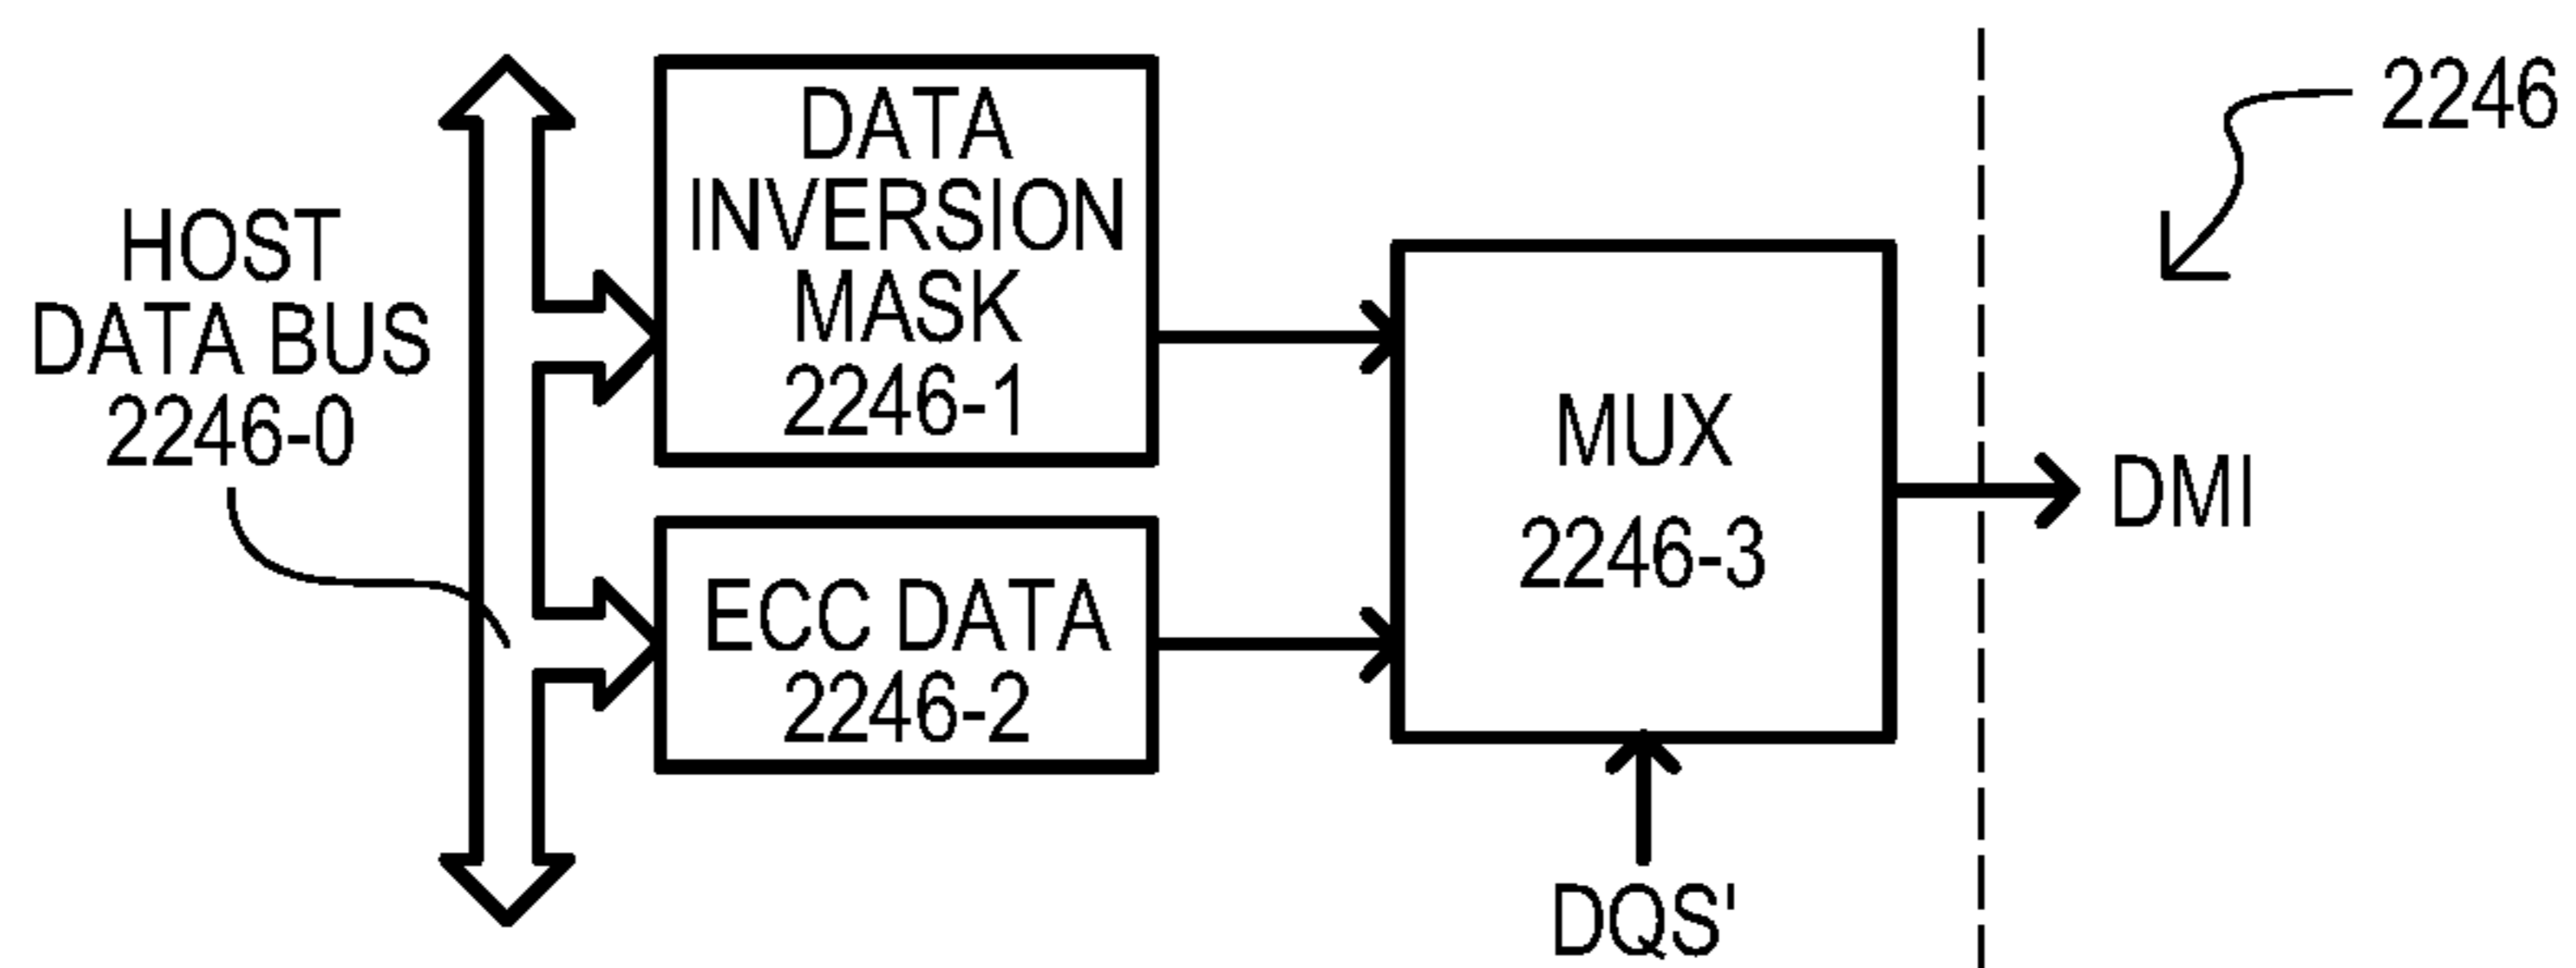 HOST
DATA BUS
2246-0
DATA
INVERSION
MASK
2246-1
ECC DATA
2246-2
MUX
2246-3
DQS'
DMI
2246